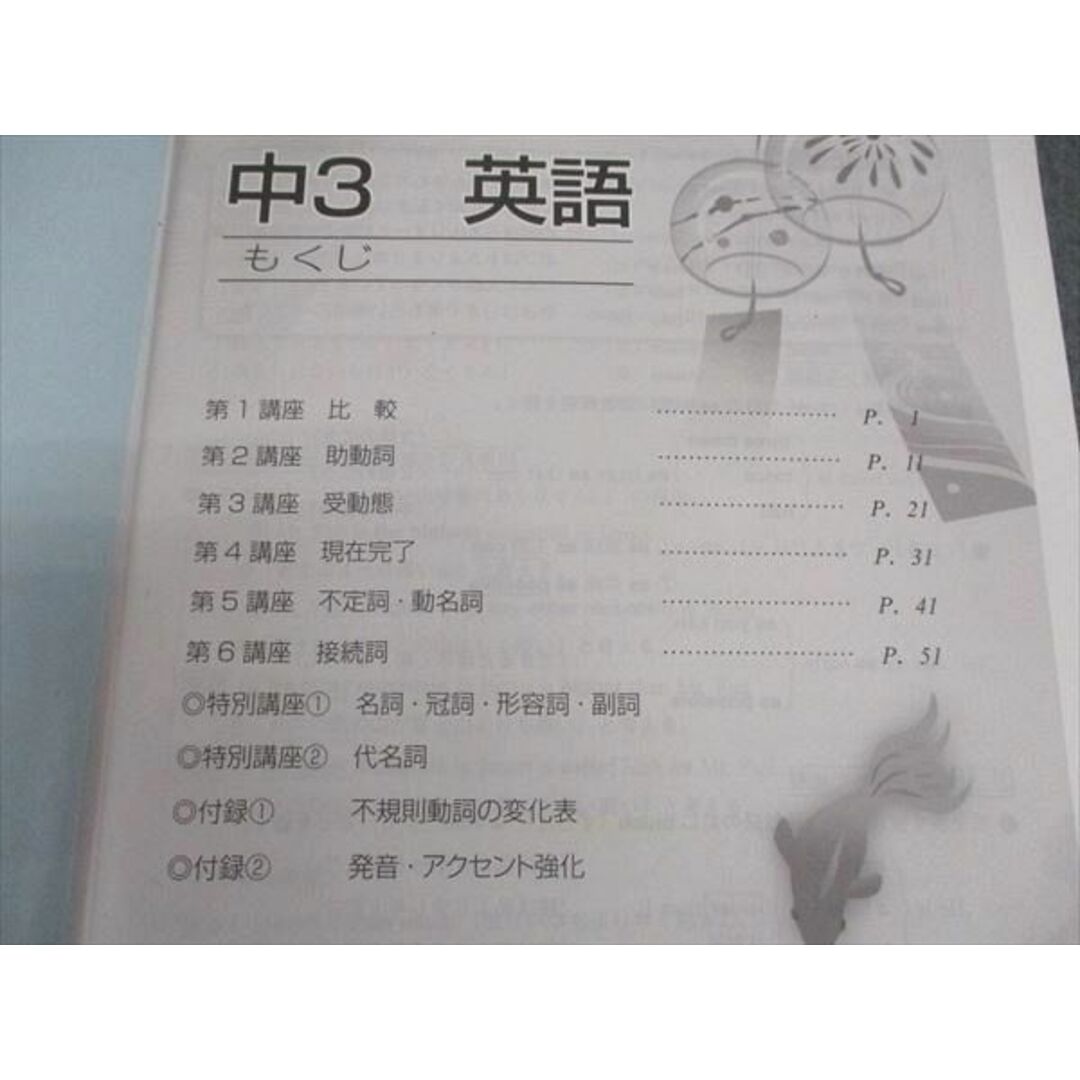 中3 英語
もくじ
第1講座 比 較 ························ P. 1
第2講座 助動詞 ························ P. 11
第3講座 受動態 ························ P. 21
第4講座 現在完了 ························ P. 31
第5講座 不定詞・動名詞 ························ P. 41
第6講座 接続詞 ························ P. 51
◎特別講座① 名詞・冠詞・形容詞・副詞
◎特別講座② 代名詞
◎付録① 不規則動詞の変化表
◎付録② 発音・アクセント強化